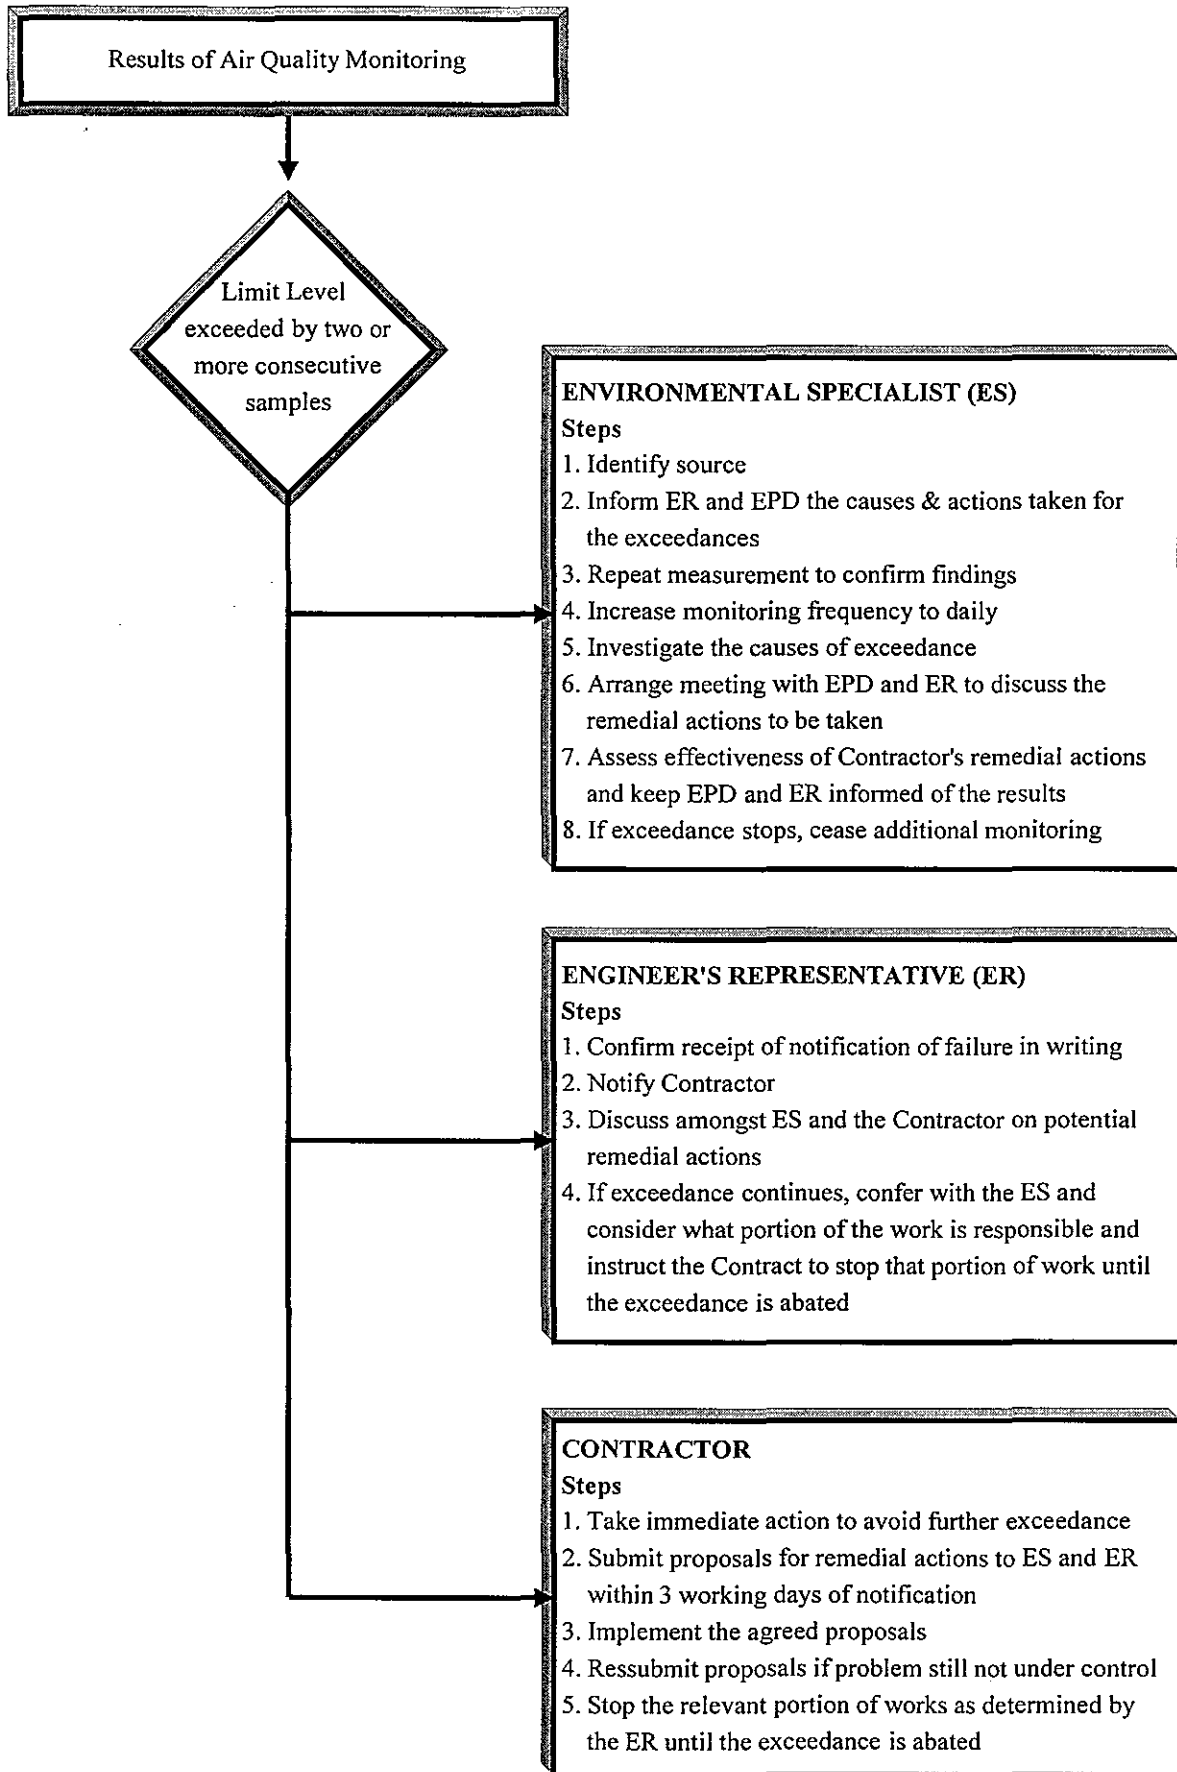 Results of Air Quality Monitoring
Limit Level
exceeded by two or
more consecutive
samples
ENVIRONMENTAL SPECIALIST (ES)
Steps
1. Identify source
2. Inform ER and EPD the causes & actions taken for
the exceedances
3. Repeat measurement to confirm findings
4. Increase monitoring frequency to daily
5. Investigate the causes of exceedance
6. Arrange meeting with EPD and ER to discuss the
remedial actions to be taken
7. Assess effectiveness of Contractor's remedial actions
and keep EPD and ER informed of the results
8. If exceedance stops, cease additional monitoring
ENGINEER'S REPRESENTATIVE (ER)
Steps
1. Confirm receipt of notification of failure in writing
2. Notify Contractor
3. Discuss amongst ES and the Contractor on potential
remedial actions
4. If exceedance continues, confer with the ES and
consider what portion of the work is responsible and
instruct the Contract to stop that portion of work until
the exceedance is abated
CONTRACTOR
Steps
1. Take immediate action to avoid further exceedance
2. Submit proposals for remedial actions to ES and ER
within 3 working days of notification
3. Implement the agreed proposals
4. Ressubmit proposals if problem still not under control
5. Stop the relevant portion of works as determined by
the ER until the exceedance is abated